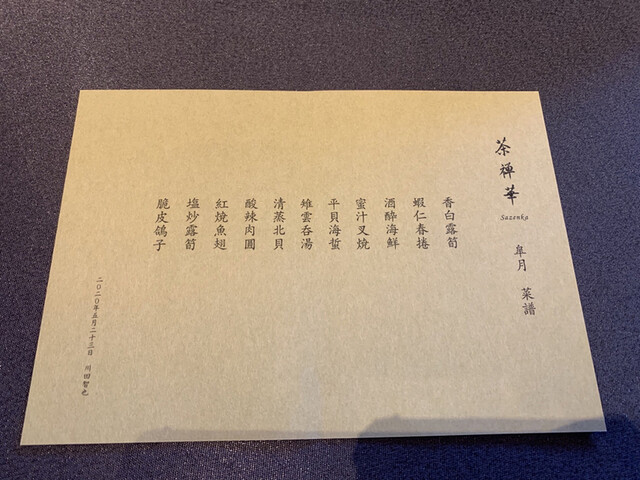 茶禅華
Sazenka
皐月 菜譜
香白露筍
蝦仁春捲
酒醉海鮮
蜜汁叉焼
平貝海蜇
雉雲呑湯
清蒸北貝
酸辣肉圓
紅焼魚翅
塩炒露筍
脆皮鴿子
二〇二〇年五月二十三日 川田智也